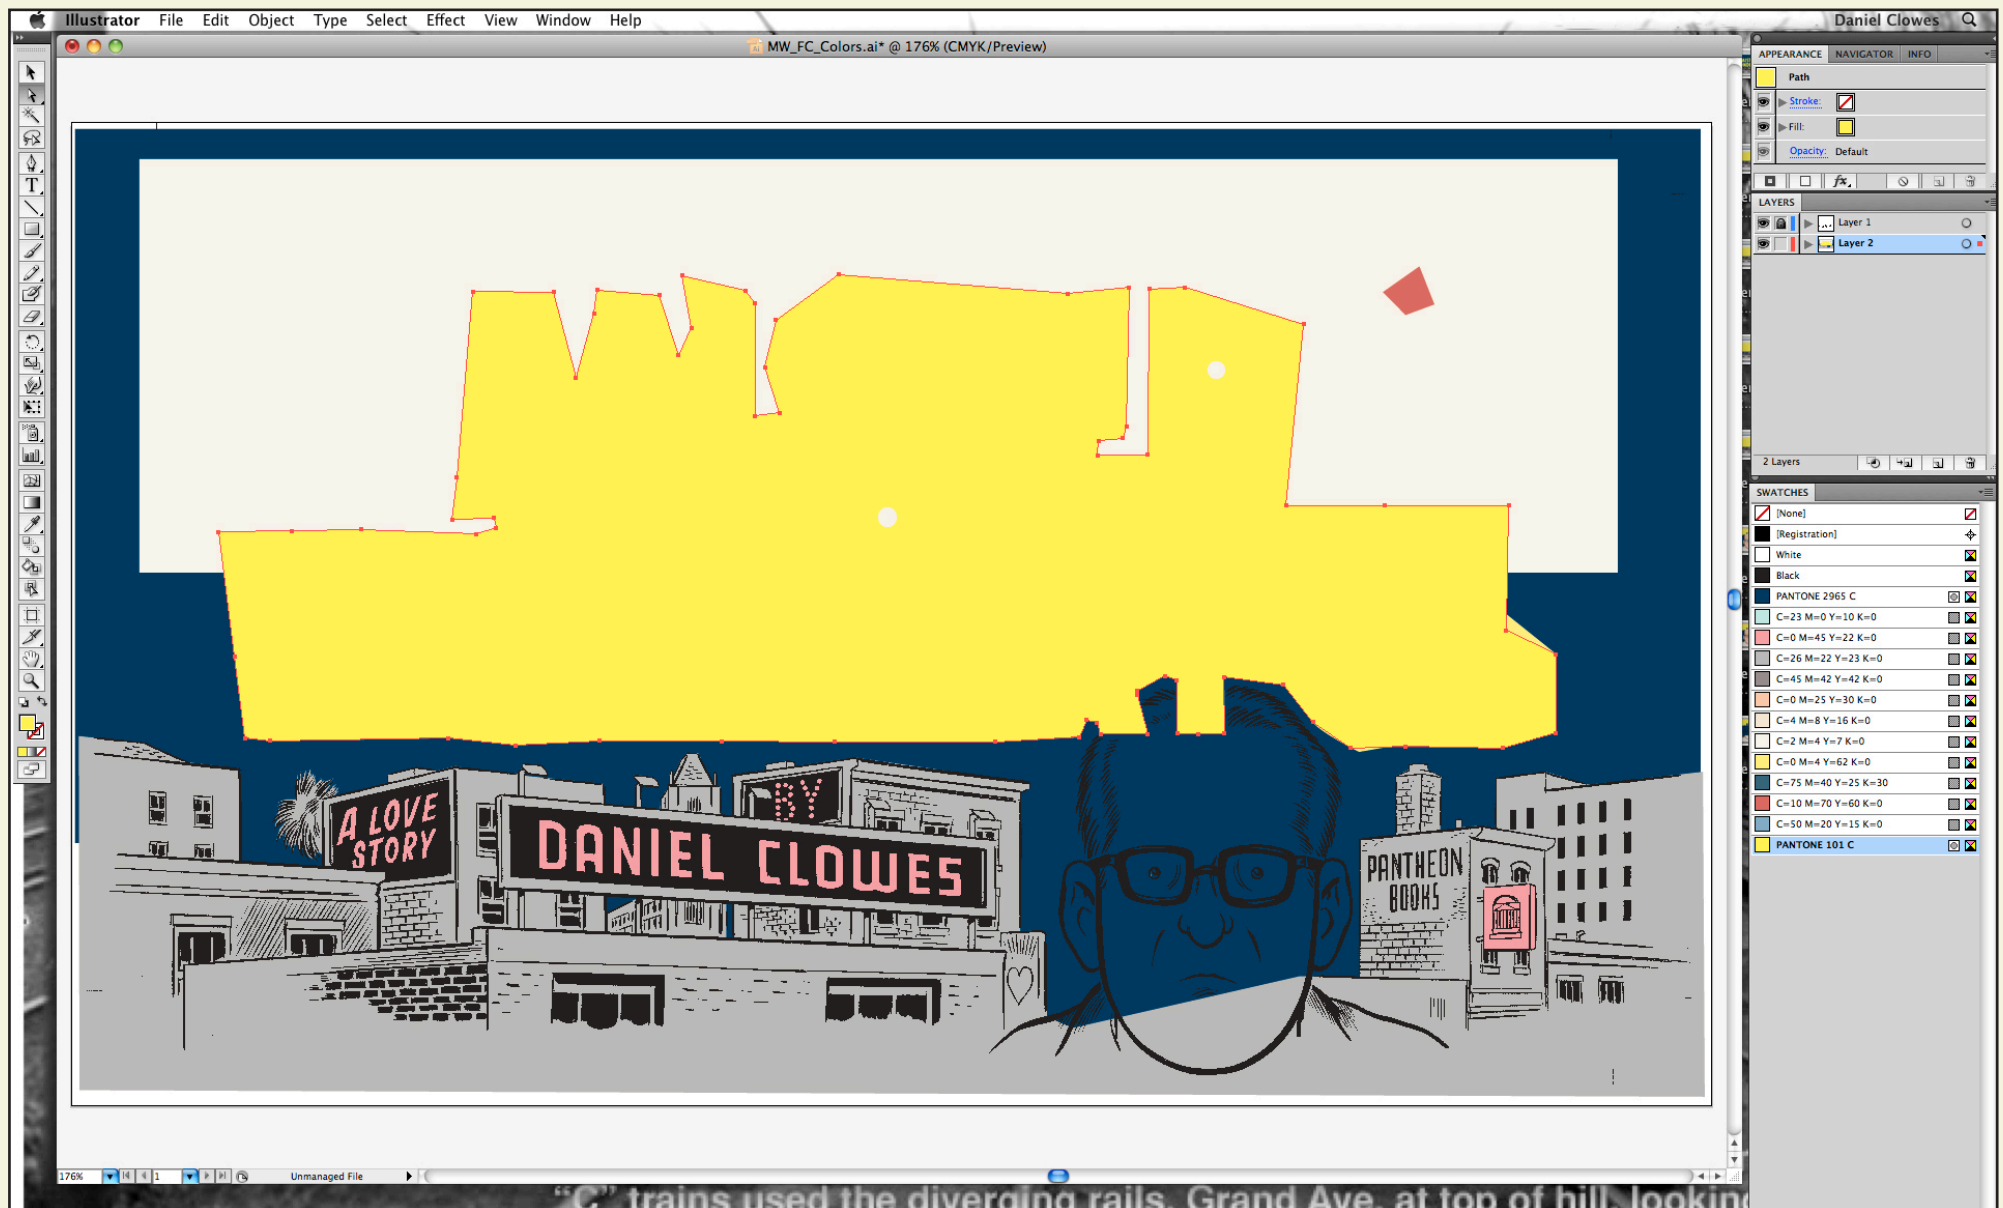 Illustrator File Edit Object Type Select Effect View Window Help
Daniel Clowes
MW_FC_Colors.ai* @ 176% (CMYK/Preview)
APPEARANCE NAVIGATOR INFO
Path
Stroke:
Fill:
Opacity: Default
fx
LAYERS
Layer 1
Layer 2
2 Layers
SWATCHES
[None]
[Registration]
White
Black
PANTONE 2965 C
C=23 M=0 Y=10 K=0
C=0 M=45 Y=22 K=0
C=26 M=22 Y=23 K=0
C=45 M=42 Y=42 K=0
C=0 M=25 Y=30 K=0
C=4 M=8 Y=16 K=0
C=2 M=4 Y=7 K=0
C=0 M=4 Y=62 K=0
C=75 M=40 Y=25 K=30
C=10 M=70 Y=60 K=0
C=50 M=20 Y=15 K=0
PANTONE 101 C
A LOVE
STORY
BY
DANIEL CLOWES
PANTHEON
BOOKS
176% 1 Unmanaged File
“C” trains used the diverging rails. Grand Ave. at top of hill, looking